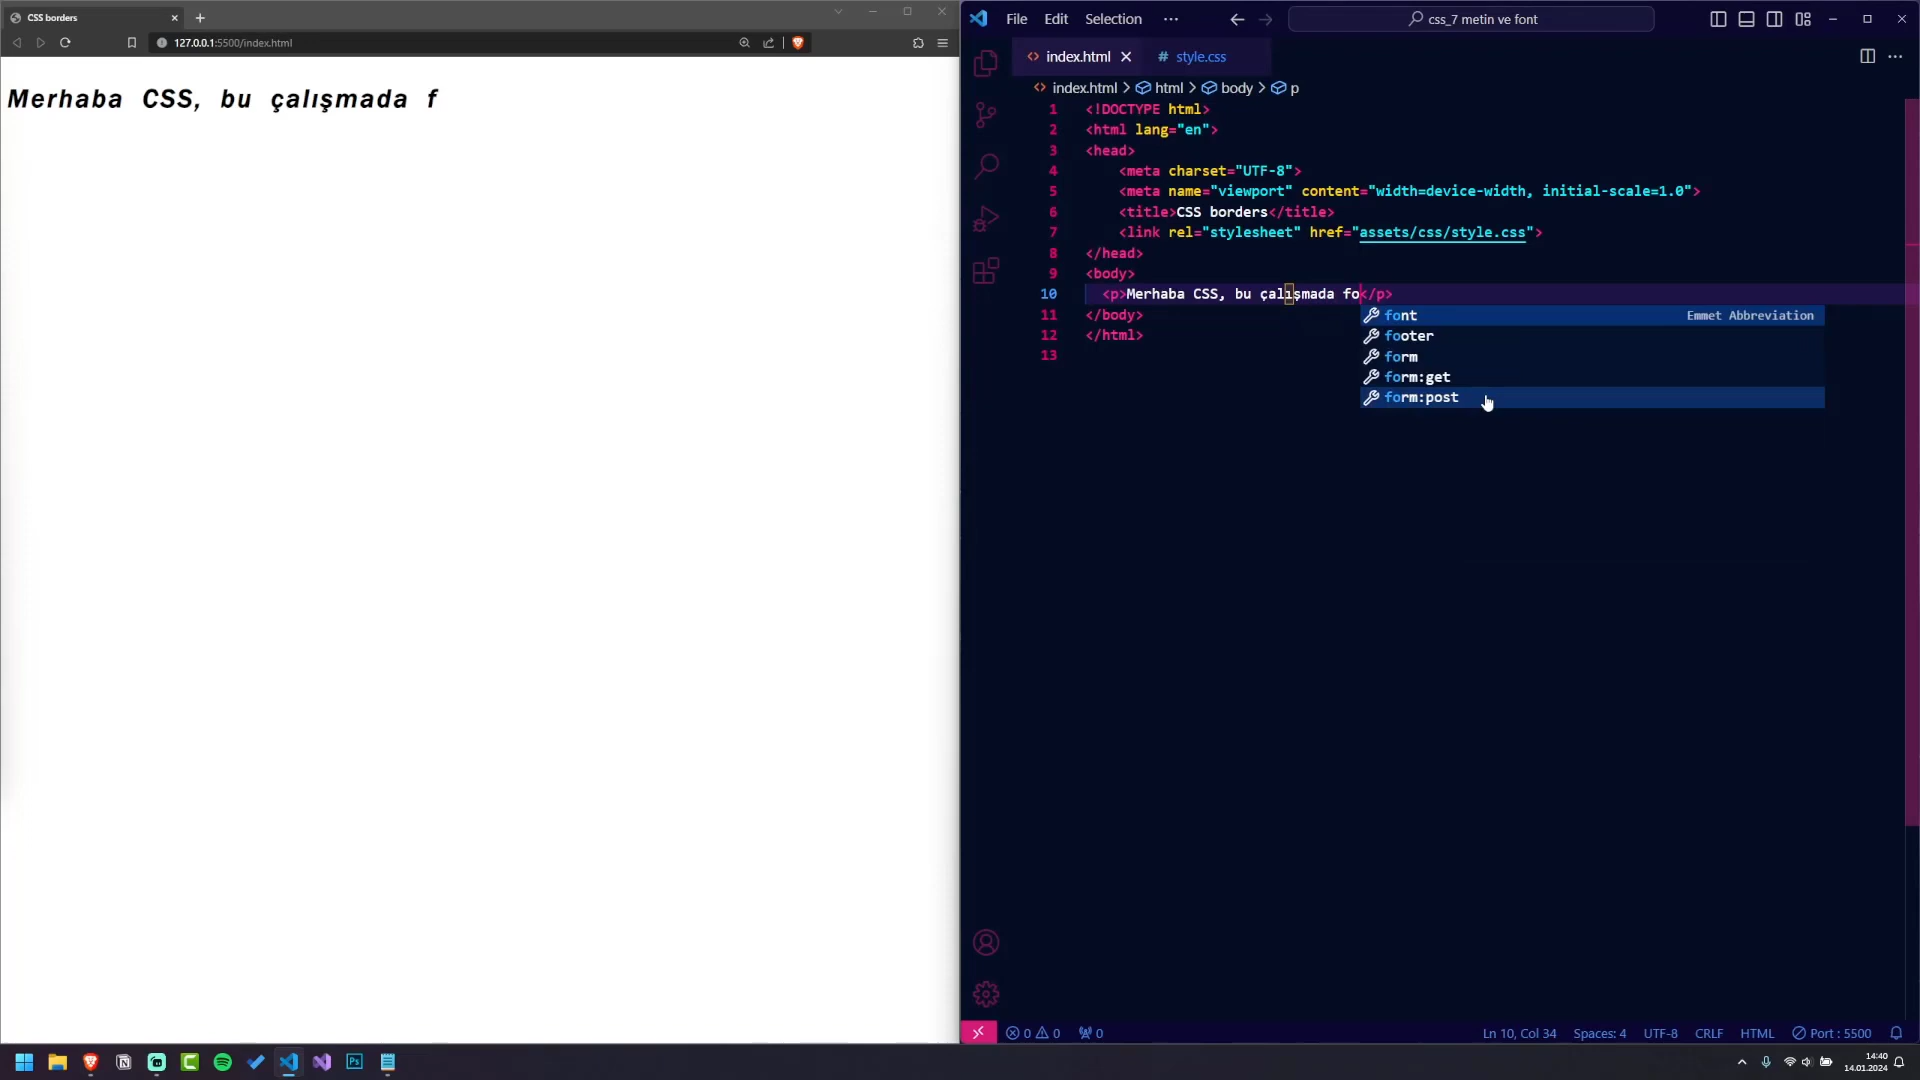 CSS borders
127.0.0.1:5500/index.html
Merhaba CSS, bu çalışmada f
File Edit Selection ...
css_7 metin ve font
index.html
# style.css
index.html > html > body > p
1 <!DOCTYPE html>
2 <html lang="en">
3 <head>
4 <meta charset="UTF-8">
5 <meta name="viewport" content="width=device-width, initial-scale=1.0">
6 <title>CSS borders</title>
7 <link rel="stylesheet" href="assets/css/style.css">
8 </head>
9 <body>
10 <p>Merhaba CSS, bu çalışmada fo</p>
11 </body>
12 </html>
13
font Emmet Abbreviation
footer
form
form:get
form:post
0 0 0
Ln 10, Col 34 Spaces: 4 UTF-8 CRLF HTML Port : 5500
Ps
14:40
14.01.2024